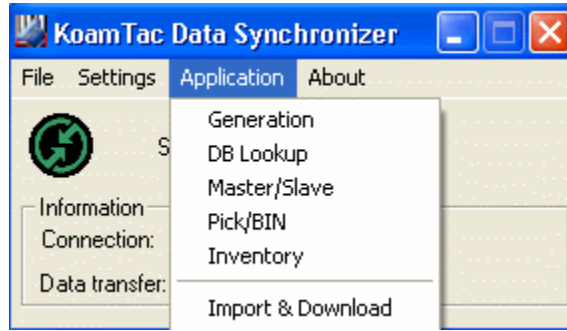 KoamTac Data Synchronizer
File Settings Application About
Generation
S
DB Lookup
Master/Slave
Information
Pick/BIN
Connection:
Inventory
Data transfer:
Import & Download